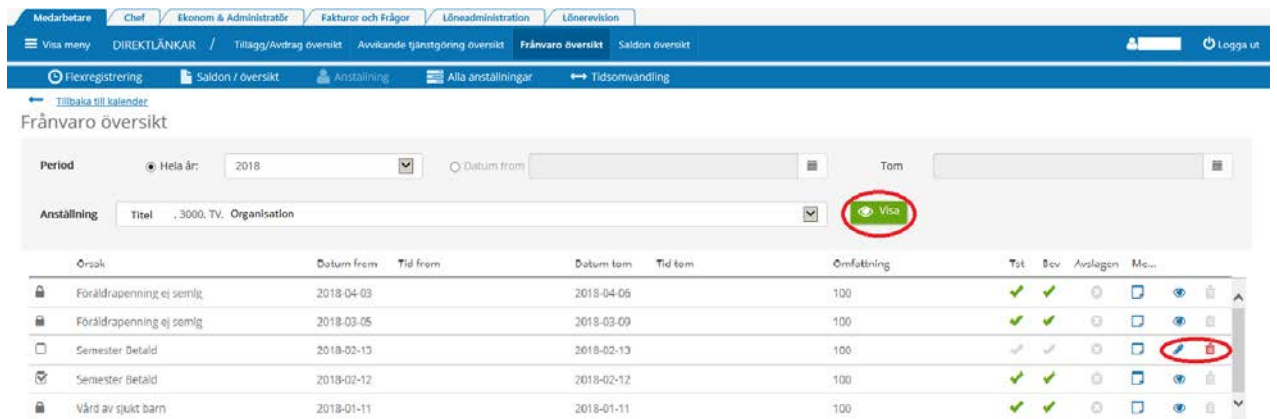 Medarbetare Chef Ekonom & Administratör Fakturor och Frågor Löneadministration Lönerevision
Visa meny DIREKTLÄNKAR / Tillägg/Avdrag översikt Avvikande tjänstgöring översikt Frånvaro översikt Saldon översikt Logga ut
Flexregistrering Saldon / översikt Anställning Alla anställningar Tidsomvandling
Tillbaka till kalender
Frånvaro översikt
Period Hela år: 2018 Datum from Tom
Anställning Titel , 3000, TV, Organisation Visa
Orsak Datum from Tid from Datum tom Tid tom Omfattning Tst Bev Avslagen Me...
Föräldrapenning ej semlg 2018-04-03 2018-04-06 100
Föräldrapenning ej semlg 2018-03-05 2018-03-09 100
Semester Betald 2018-02-13 2018-02-13 100
Semester Betald 2018-02-12 2018-02-12 100
Vård av sjukt barn 2018-01-11 2018-01-11 100